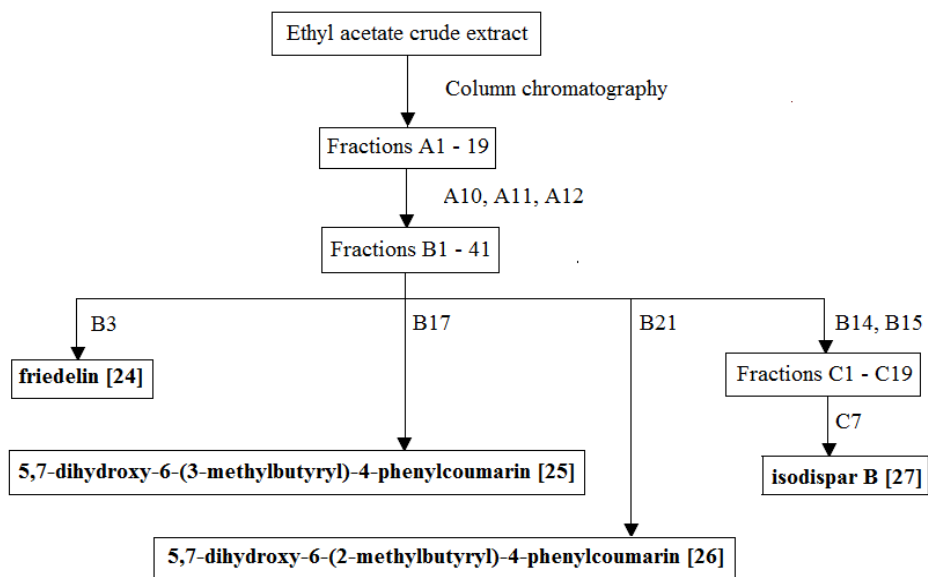 Ethyl acetate crude extract
Column chromatography
Fractions A1 - 19
A10, A11, A12
Fractions B1 - 41
B3
B17
B21
B14, B15
friedelin [24]
Fractions C1 - C19
C7
5,7-dihydroxy-6-(3-methylbutyryl)-4-phenylcoumarin [25]
isodispar B [27]
5,7-dihydroxy-6-(2-methylbutyryl)-4-phenylcoumarin [26]